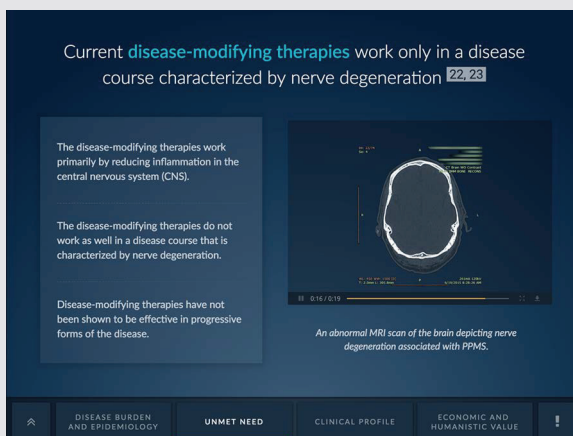 Current disease-modifying therapies work only in a disease
course characterized by nerve degeneration 22, 23
The disease-modifying therapies work
primarily by reducing inflammation in the
central nervous system (CNS).
The disease-modifying therapies do not
work as well in a disease course that is
characterized by nerve degeneration.
Disease-modifying therapies have not
been shown to be effective in progressive
forms of the disease.
0:16 / 0:19
An abnormal MRI scan of the brain depicting nerve
degeneration associated with PPMS.
DISEASE BURDEN
AND EPIDEMIOLOGY
UNMET NEED
CLINICAL PROFILE
ECONOMIC AND
HUMANISTIC VALUE
!